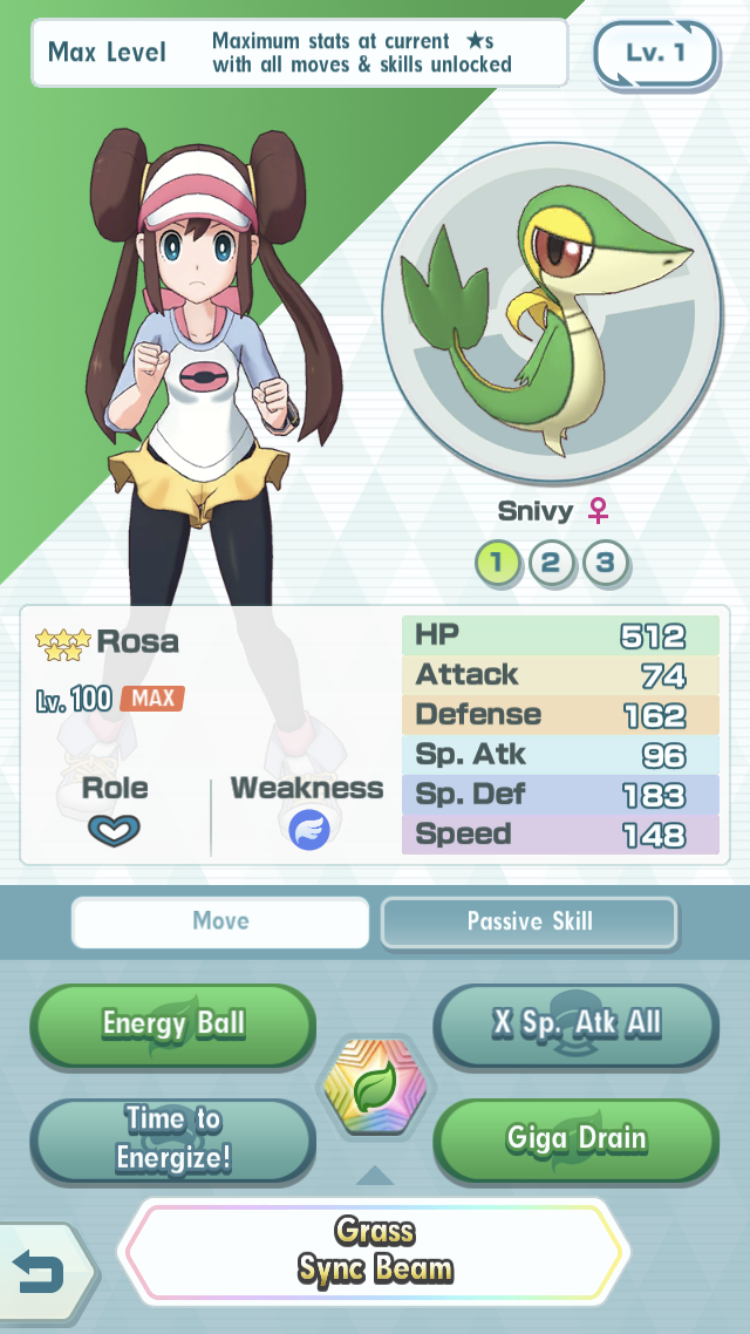 Max Level
Maximum stats at current ★s
with all moves & skills unlocked
Lv. 1
Snivy ♀
1 2 3
Rosa
Lv. 100 MAX
Role
Weakness
HP 512
Attack 74
Defense 162
Sp. Atk 96
Sp. Def 183
Speed 148
Move
Passive Skill
Energy Ball
X Sp. Atk All
Time to
Energize!
Giga Drain
Grass
Sync Beam